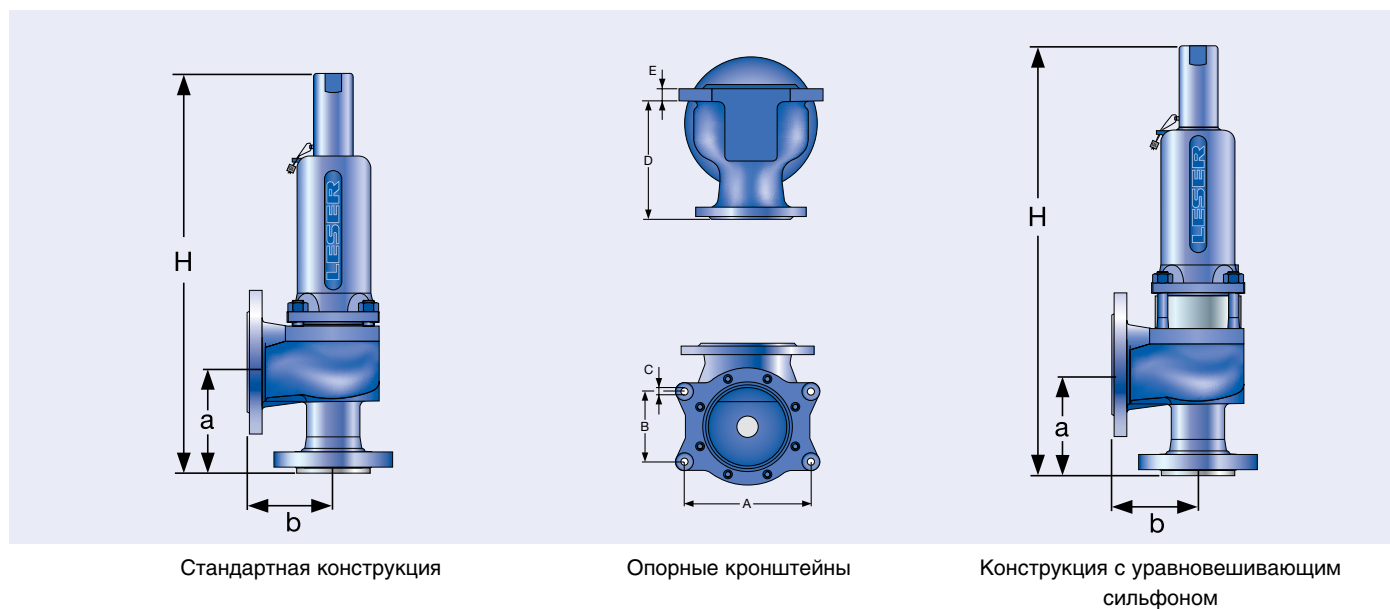 H
a
b
LESER
E
D
C
B
A
H
a
b
LESER
Стандартная конструкция
Опорные кронштейны
Конструкция с уравновешивающим
сильфоном